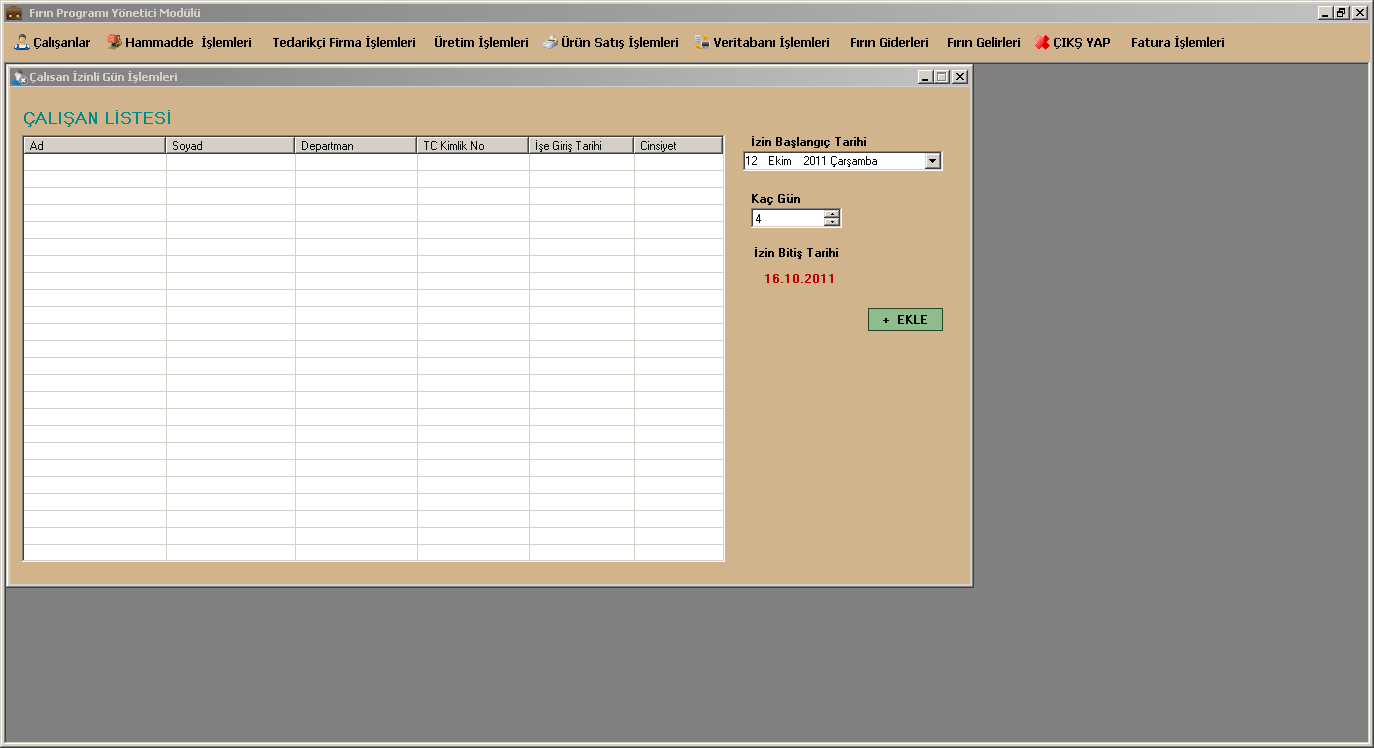 Fırın Programı Yönetici Modülü
Çalışanlar Hammadde İşlemleri Tedarikçi Firma İşlemleri Üretim İşlemleri Ürün Satış İşlemleri Veritabanı İşlemleri Fırın Giderleri Fırın Gelirleri ÇIKŞ YAP Fatura İşlemleri
Çalısan İzinli Gün İşlemleri
ÇALIŞAN LİSTESİ
Ad Soyad Departman TC Kimlik No İşe Giriş Tarihi Cinsiyet
İzin Başlangıç Tarihi
12 Ekim 2011 Çarşamba
Kaç Gün
4
İzin Bitiş Tarihi
16.10.2011
+ EKLE